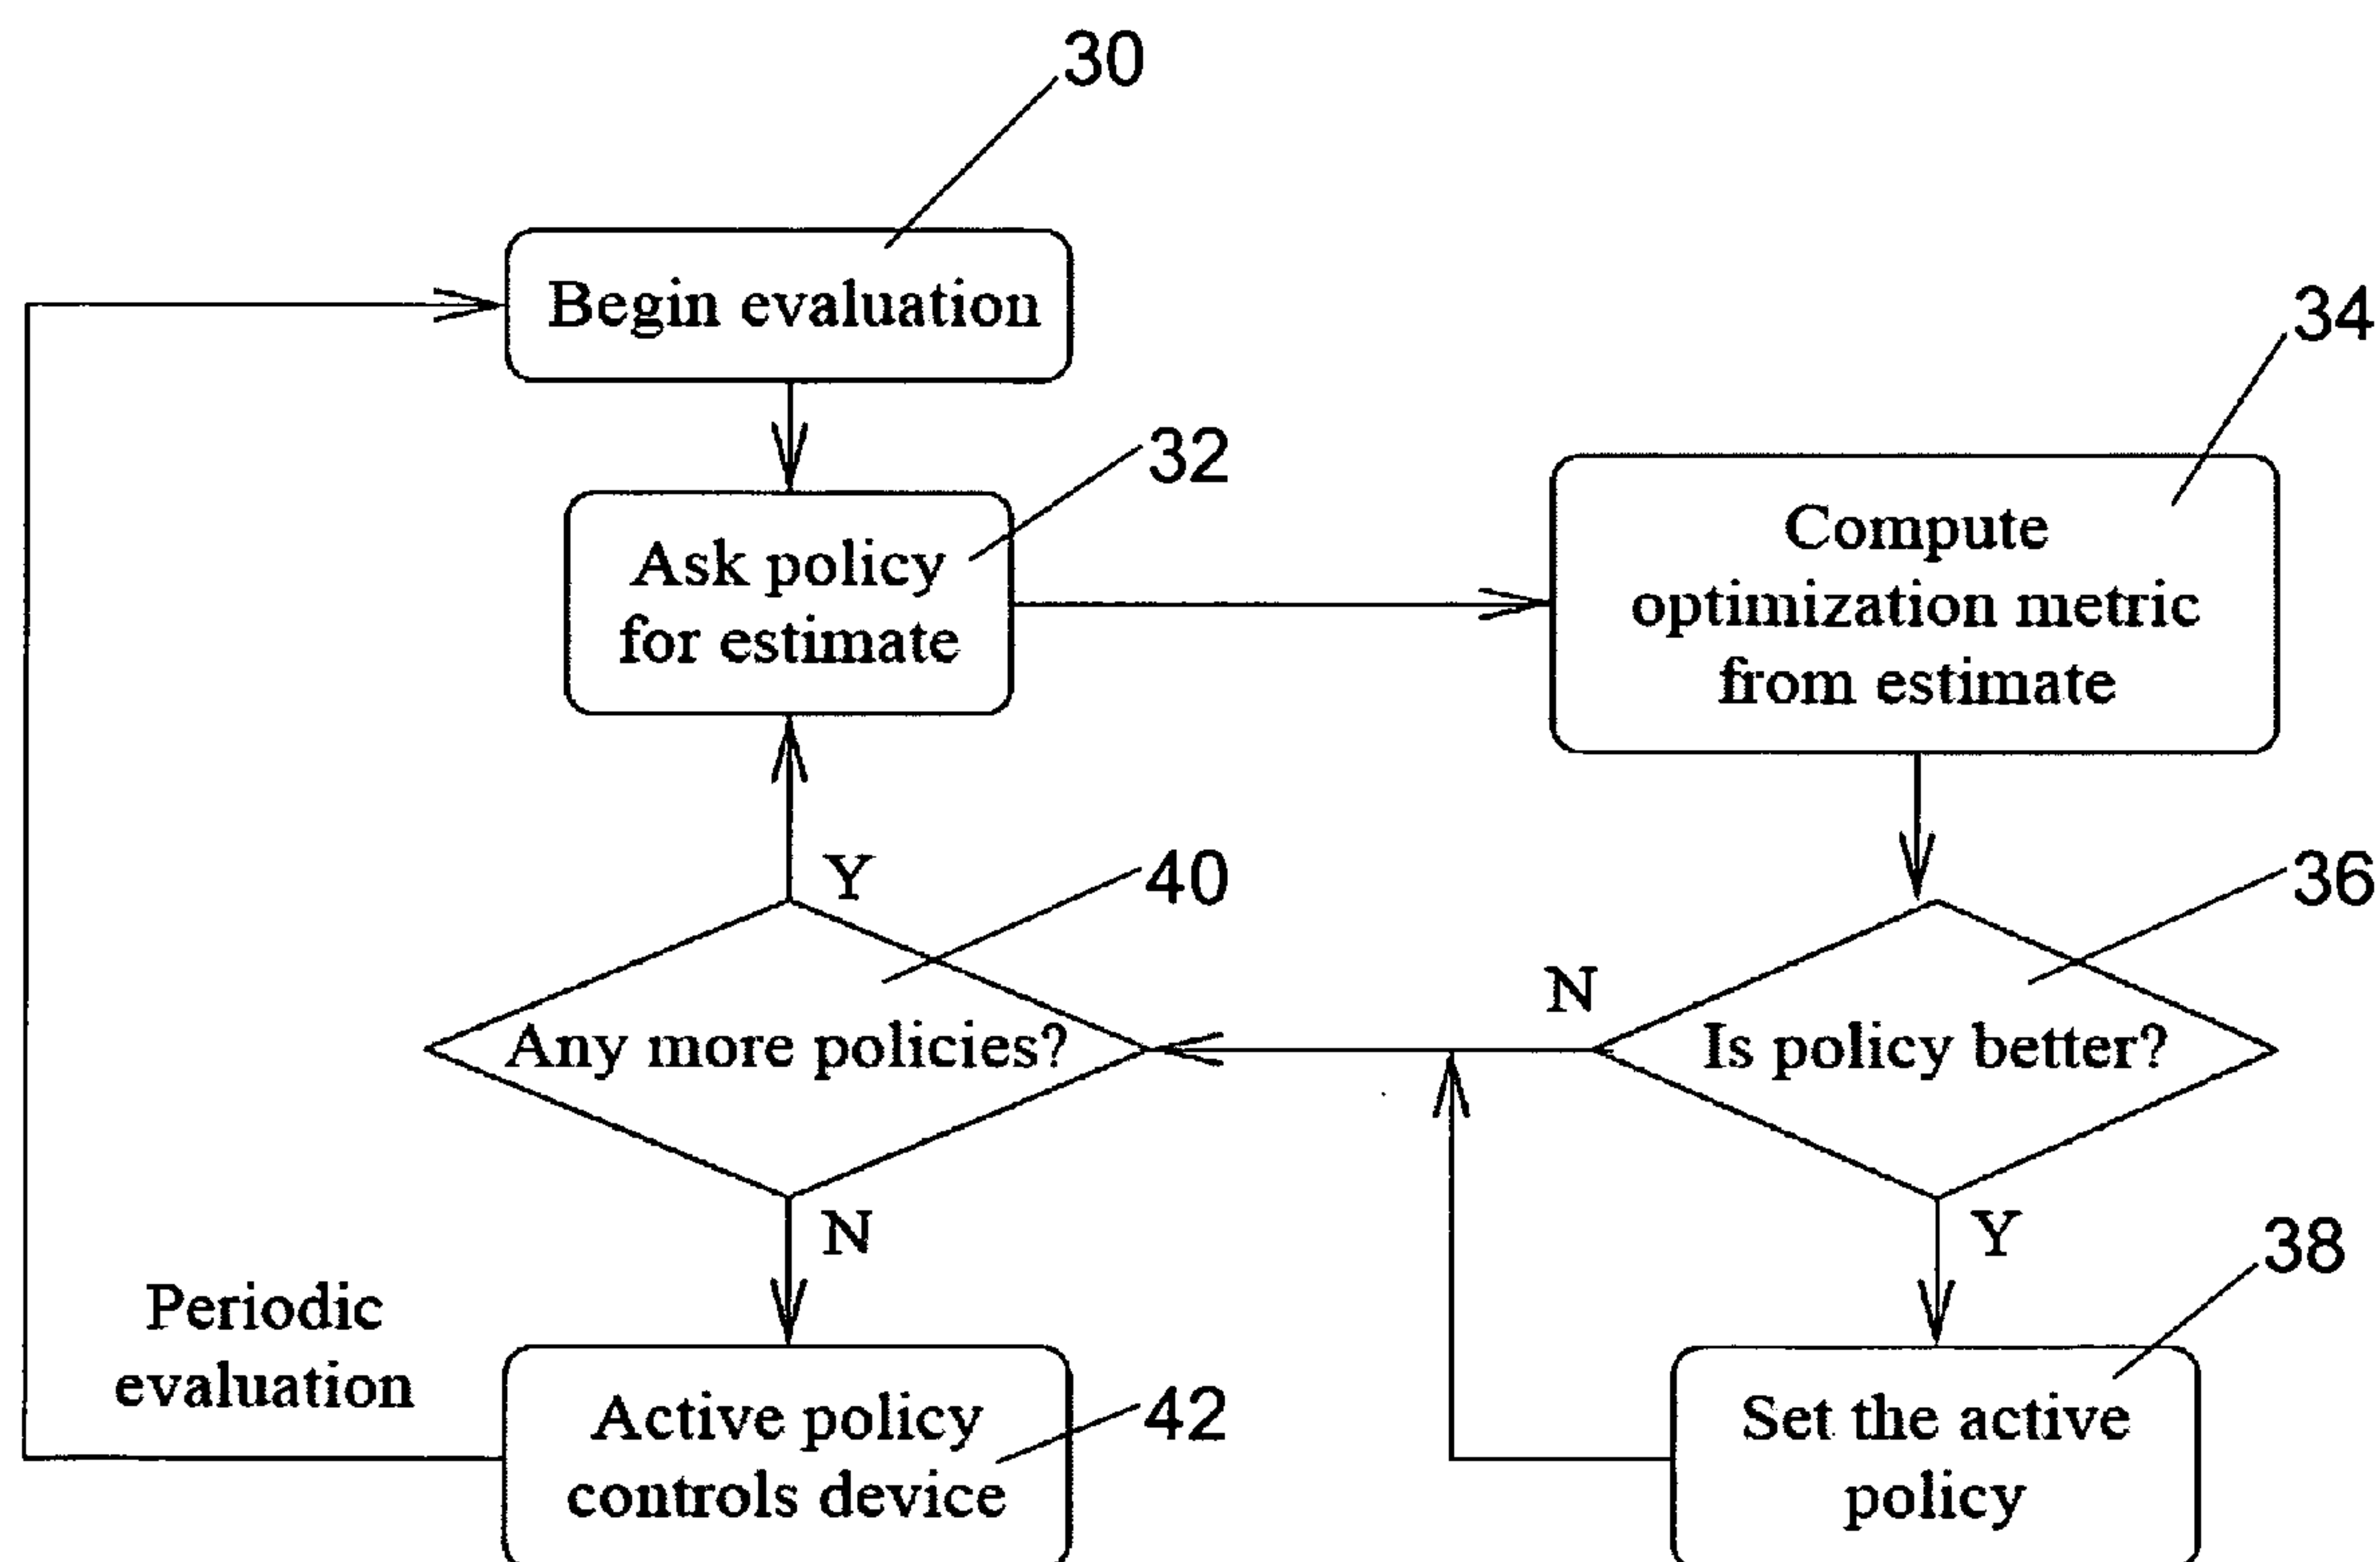 30
Begin evaluation
32
Ask policy
for estimate
34
Compute
optimization metric
from estimate
36
Is policy better?
N
Y
38
Set the active
policy
40
Any more policies?
Y
N
42
Active policy
controls device
Periodic
evaluation